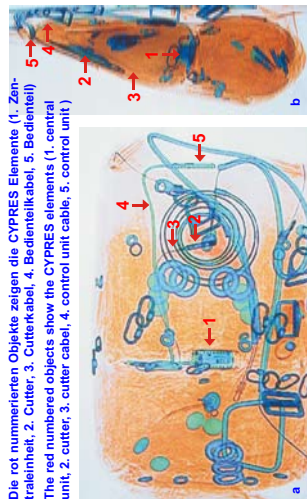 Die rot nummerierten Objekte zeigen die CYPRES Elemente (1. Zen-
traleinheit, 2. Cutter, 3. Cutterkabel, 4. Bedienteilkabel, 5. Bedienteil)
The red numbered objects show the CYPRES elements (1. central
unit, 2. cutter, 3. cutter cabel, 4. control unit cable, 5. control unit )
1
2
3
4
5
a
1
2
3
4
5
b